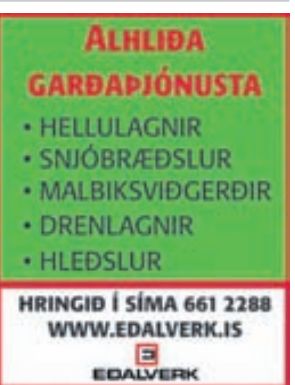 ALHLIÐA
GARÐAÞJÓNUSTA
• HELLULAGNIR
• SNJÓBRÆÐSLUR
• MALBIKSVIÐGERÐIR
• DRENLAGNIR
• HLEÐSLUR
HRINGIÐ Í SÍMA 661 2288
WWW.EDALVERK.IS
EDALVERK